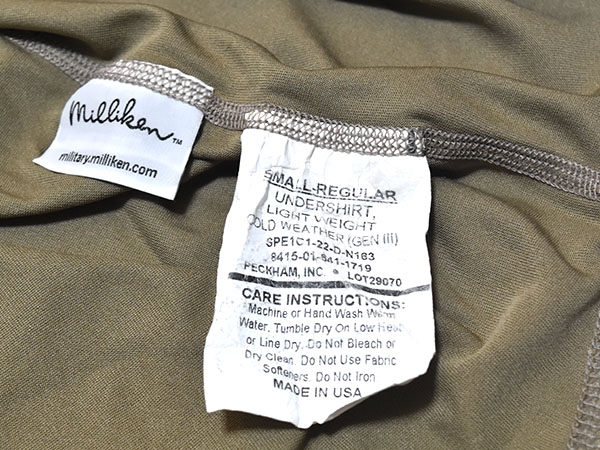 Milliken™
military.milliken.com
SMALL-REGULAR
UNDERSHIRT,
LIGHT WEIGHT
COLD WEATHER (GEN III)
SPE1C1-22-D-N163
8415-01-641-1719
PECKHAM, INC. • LOT29070
CARE INSTRUCTIONS:
Machine or Hand Wash Warm
Water. Tumble Dry On Low Heat
or Line Dry. Do Not Bleach or
Dry Clean. Do Not Use Fabric
Softeners. Do Not Iron
MADE IN USA